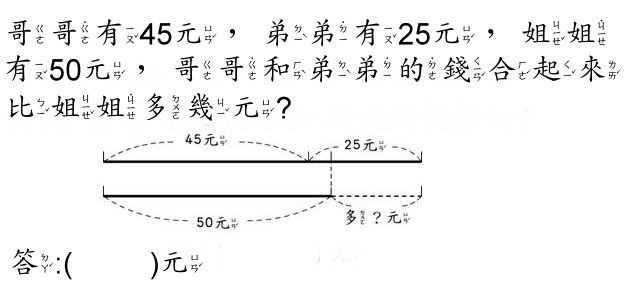 哥哥有45元，弟弟有25元，姐姐
有50元，哥哥和弟弟的錢合起來
比姐姐多幾元?
45元 25元
50元 多？元
答:( )元